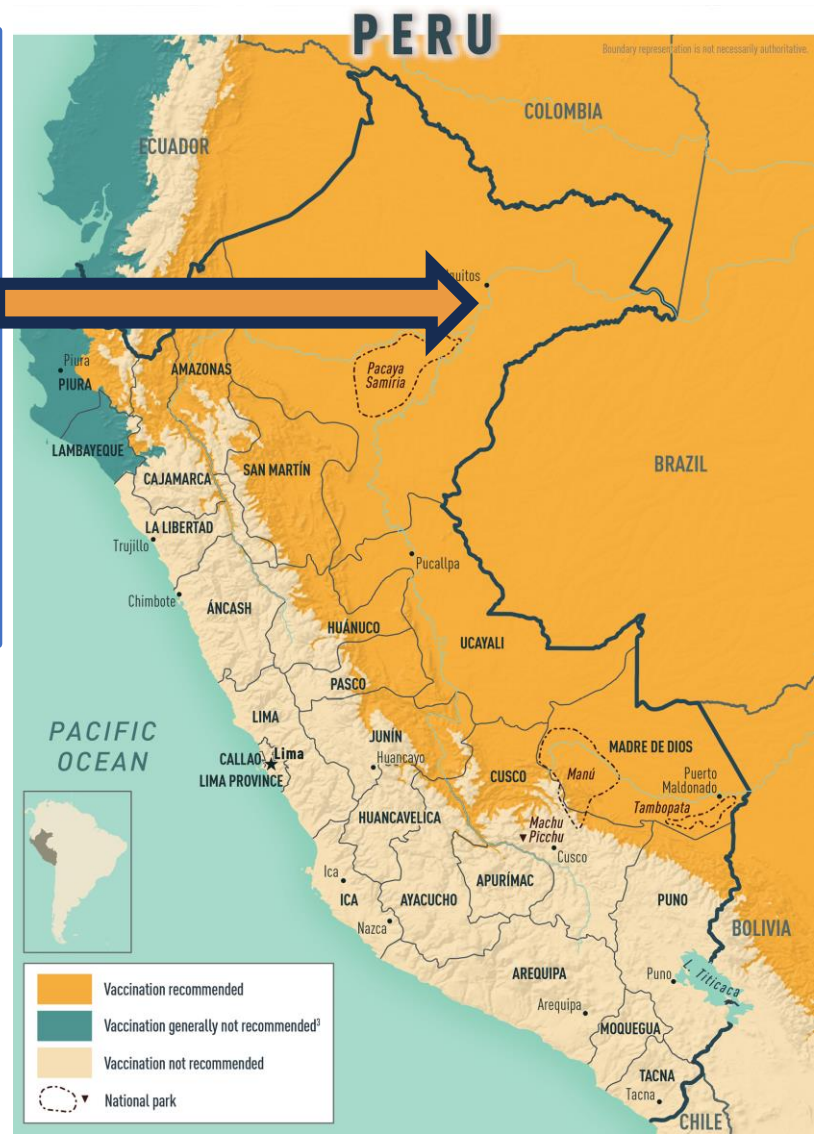 PERU
Boundary representation is not necessarily authoritative.
COLOMBIA
ECUADOR
Piura
PIURA
AMAZONAS
Pacaya
Samiria
LAMBAYEQUE
CAJAMARCA
SAN MARTÍN
BRAZIL
LA LIBERTAD
Trujillo
Pucallpa
Chimbote
ÁNCASH
HUÁNUCO
UCAYALI
PASCO
LIMA
PACIFIC
OCEAN
CALLAO
Lima
LIMA PROVINCE
JUNÍN
Huancayo
CUSCO
Manú
MADRE DE DIOS
Puerto
Maldonado
Tambopata
HUANCAVELICA
Machu
Picchu
Cusco
Ica
ICA
AYACUCHO
APURÍMAC
PUNO
Nazca
BOLIVIA
AREQUIPA
Puno
L. Titicaca
Arequipa
MOQUEGUA
TACNA
Tacna
CHILE
Vaccination recommended
Vaccination generally not recommended³
Vaccination not recommended
National park